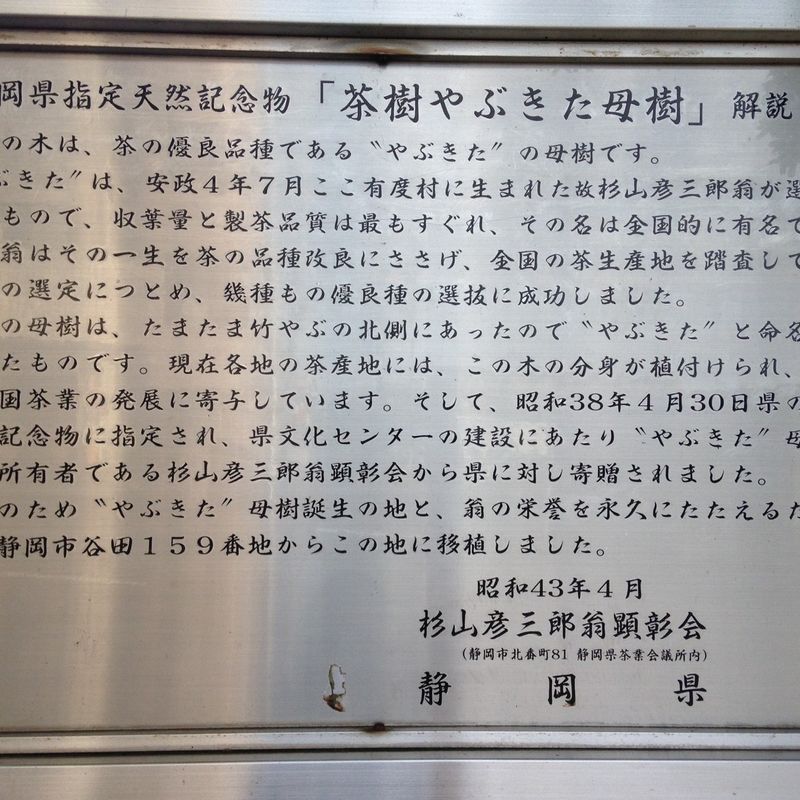 岡県指定天然記念物「茶樹やぶきた母樹」解説
の木は、茶の優良品種である〝やぶきた〞の母樹です。
ぶきた〞は、安政4年7月ここ有度村に生まれた故杉山彦三郎翁が選
もので、収葉量と製茶品質は最もすぐれ、その名は全国的に有名で
翁はその一生を茶の品種改良にささげ、全国の茶生産地を踏査して
の選定につとめ、幾種もの優良種の選抜に成功しました。
の母樹は、たまたま竹やぶの北側にあったので〝やぶきた〞と命名
たものです。現在各地の茶産地には、この木の分身が植付けられ、
国茶業の発展に寄与しています。そして、昭和38年4月30日県の
記念物に指定され、県文化センターの建設にあたり〝やぶきた〞母
所有者である杉山彦三郎翁顕彰会から県に対し寄贈されました。
のため〝やぶきた〞母樹誕生の地と、翁の栄誉を永久にたたえるた
静岡市谷田159番地からこの地に移植しました。
昭和43年4月
杉山彦三郎翁顕彰会
(静岡市北番町81 静岡県茶業会議所内)
静岡県